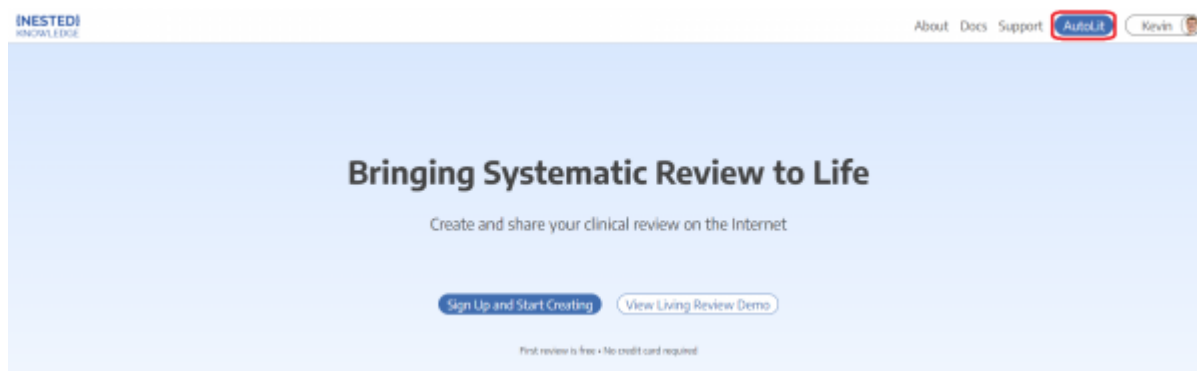 {NESTED}
KNOWLEDGE
About Docs Support AutoLit Kevin
Bringing Systematic Review to Life
Create and share your clinical review on the Internet
Sign Up and Start Creating View Living Review Demo
First review is free • No credit card required